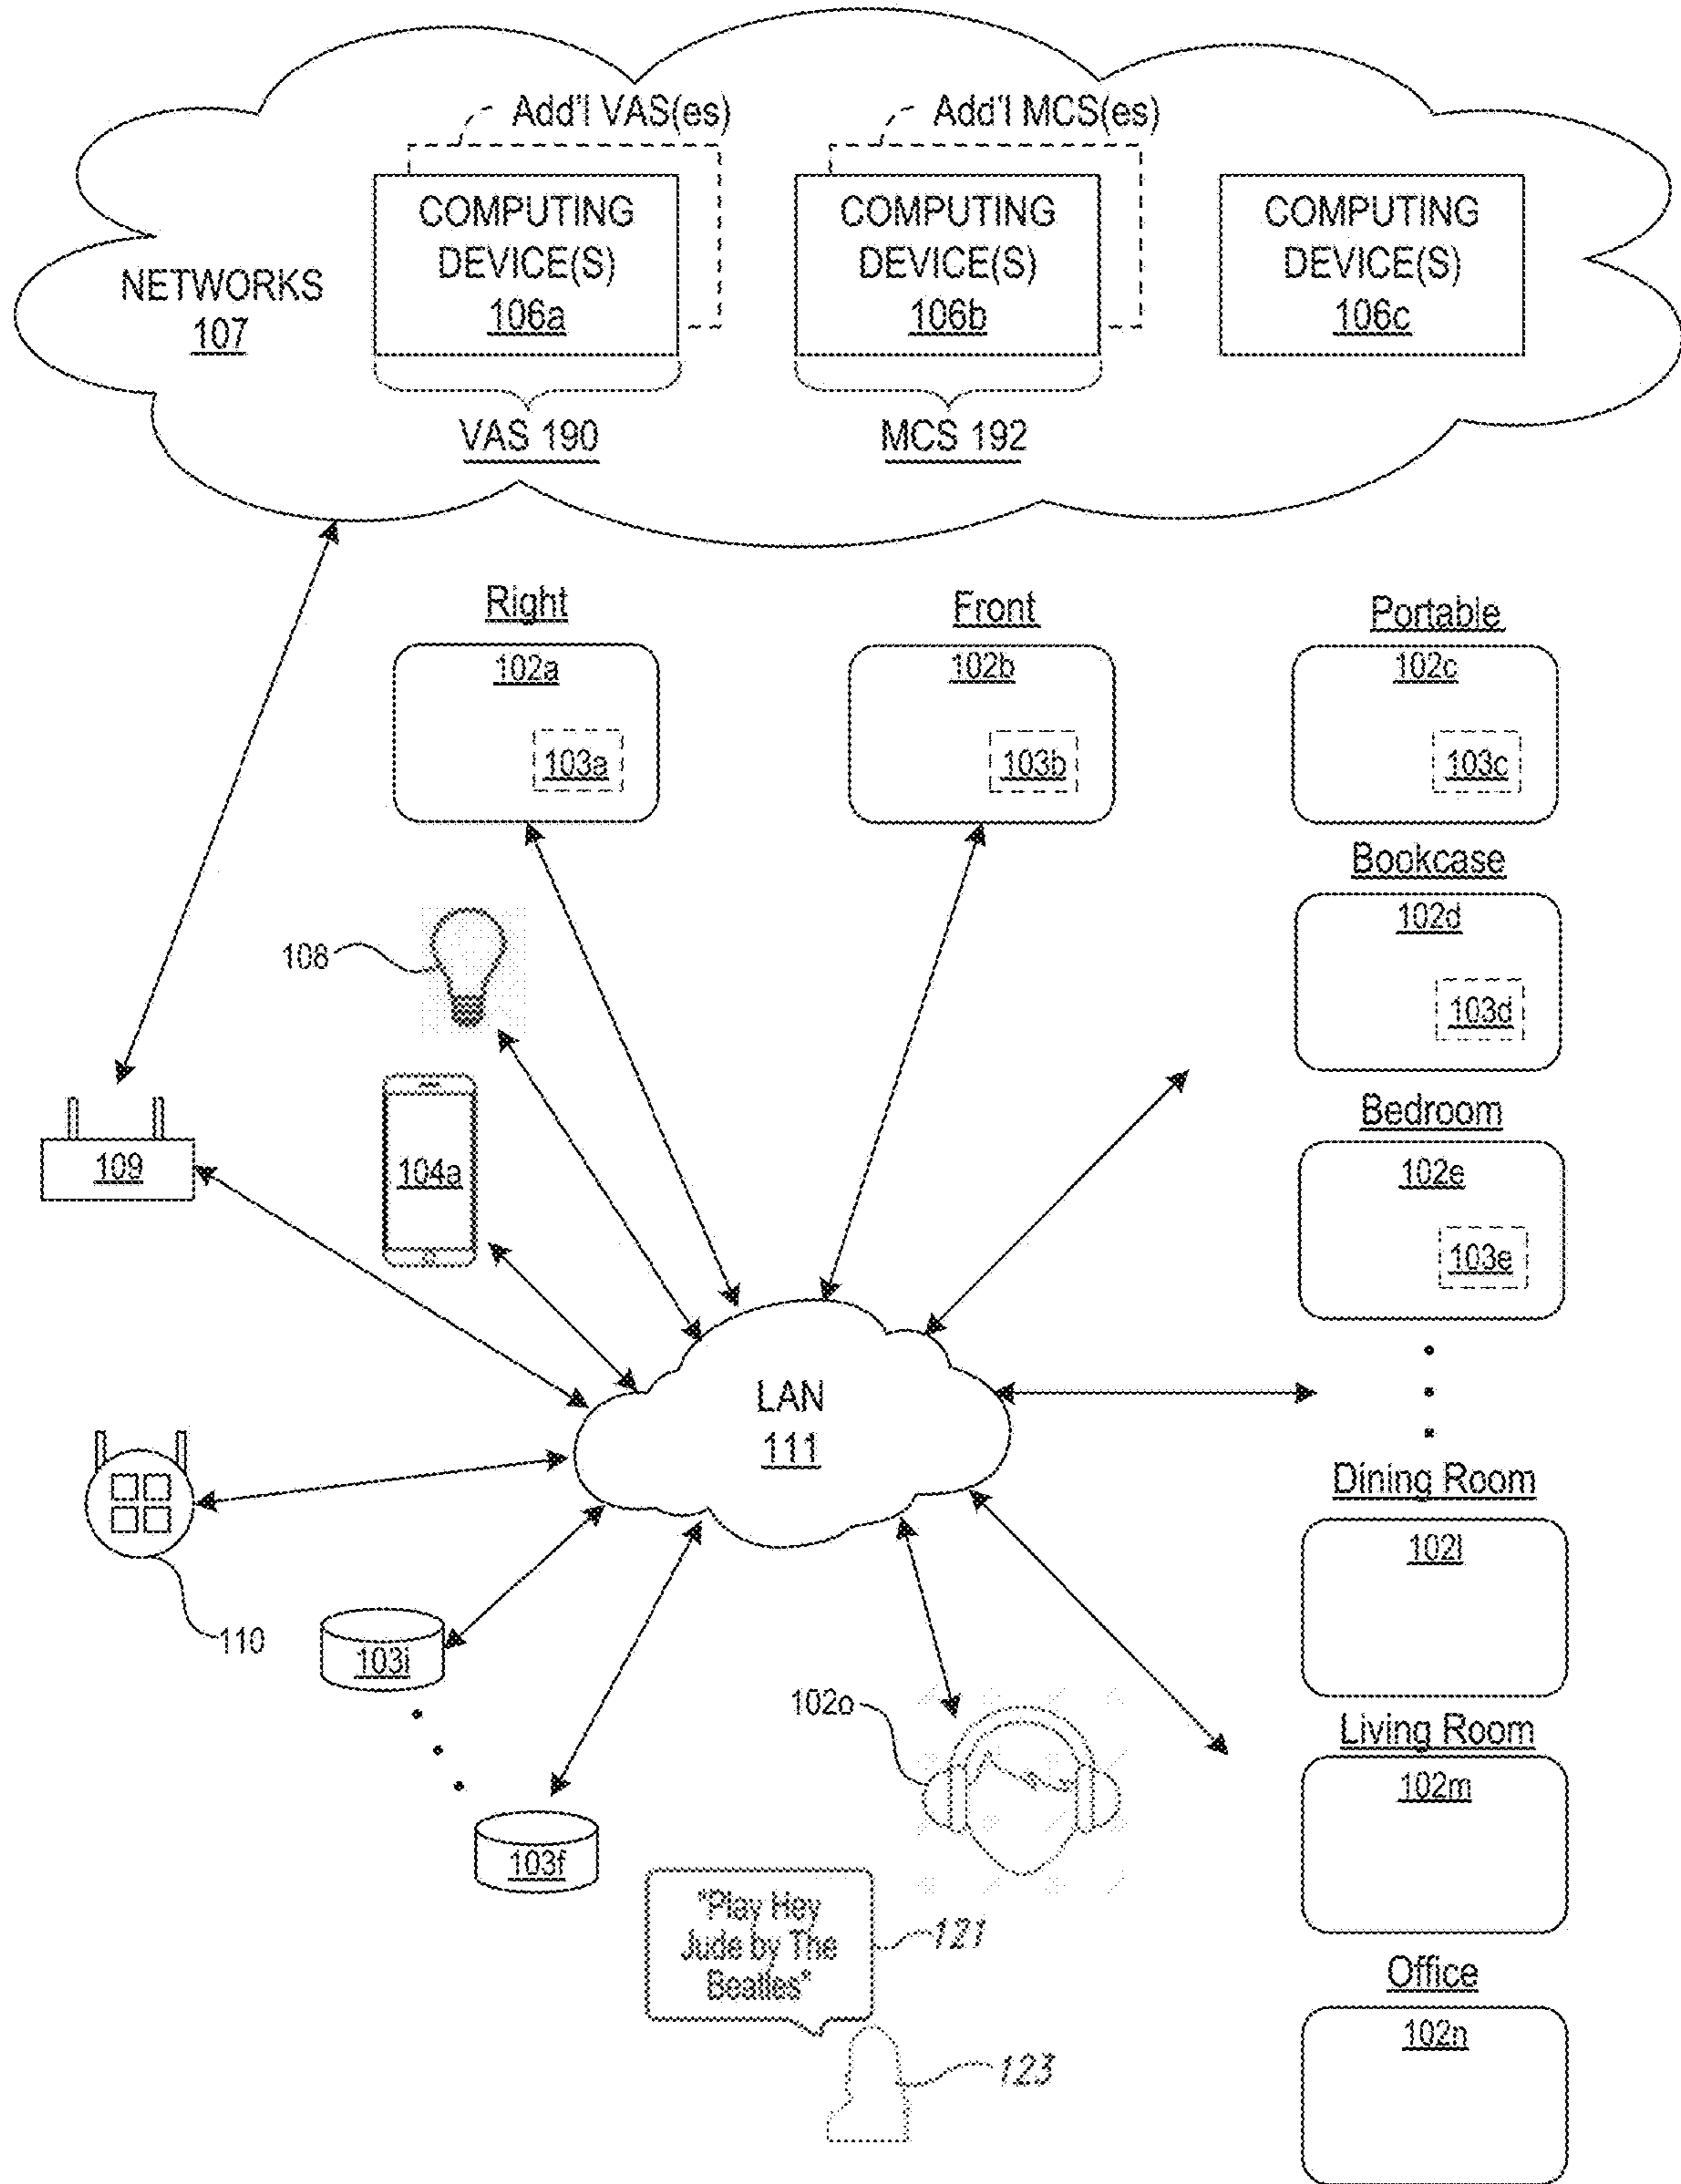 Add'l VAS(es)
Add'l MCS(es)
COMPUTING
DEVICE(S)
106a
COMPUTING
DEVICE(S)
106b
COMPUTING
DEVICE(S)
106c
NETWORKS
107
VAS 190
MCS 192
Right
102a
103a
Front
102b
103b
Portable
102c
103c
Bookcase
102d
103d
Bedroom
102e
103e
108
104a
109
LAN
111
110
103i
103f
102o
Dining Room
102l
Living Room
102m
Office
102n
"Play Hey
Jude by The
Beatles"
121
123